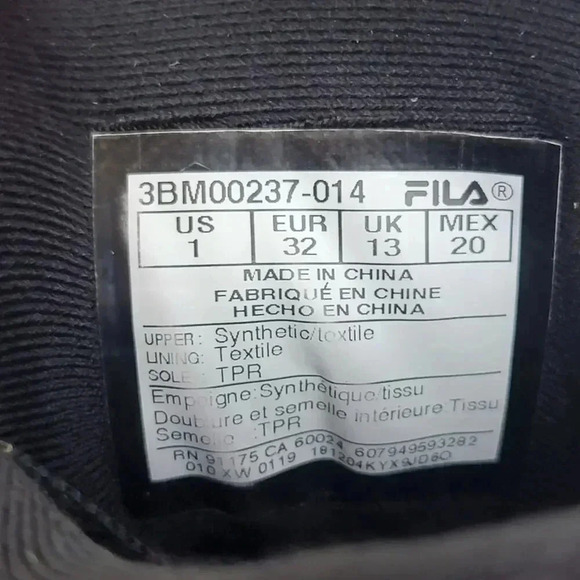 3BM00237-014 FILA®
US EUR UK MEX
1 32 13 20
MADE IN CHINA
FABRIQUÉ EN CHINE
HECHO EN CHINA
UPPER: Synthetic/textile
LINING: Textile
SOLE: TPR
Empeigne:Synthétique/tissu
Doublure et semelle intérieure:Tissu
Semelle :TPR
RN 91175 CA 60024 607949593282
010 XW 0119